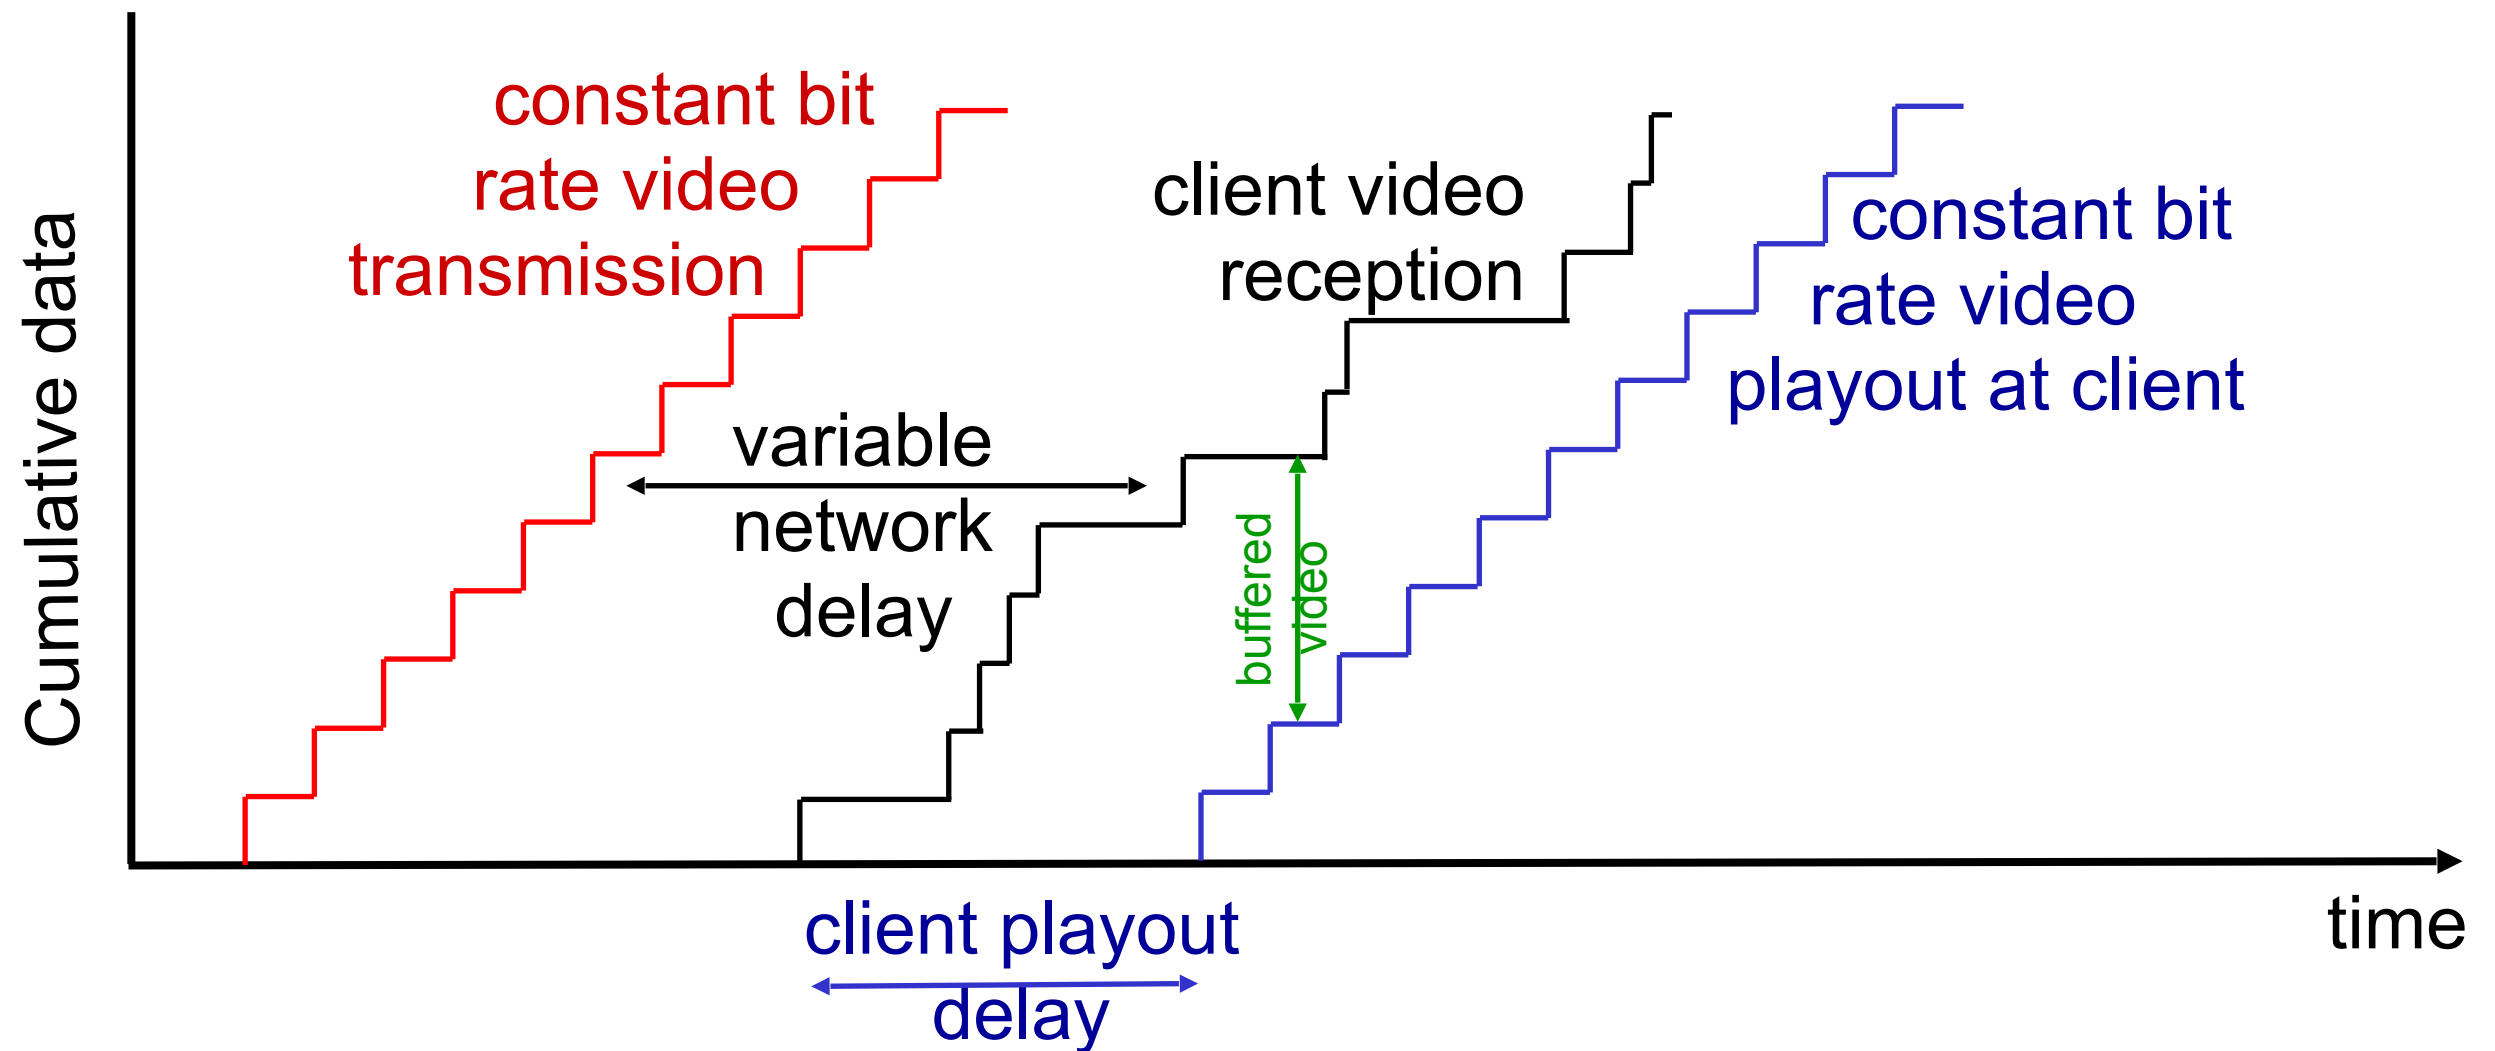 Cumulative data
constant bit
rate video
transmission
variable
network
delay
client video
reception
buffered
video
constant bit
rate video
playout at client
client playout
delay
time